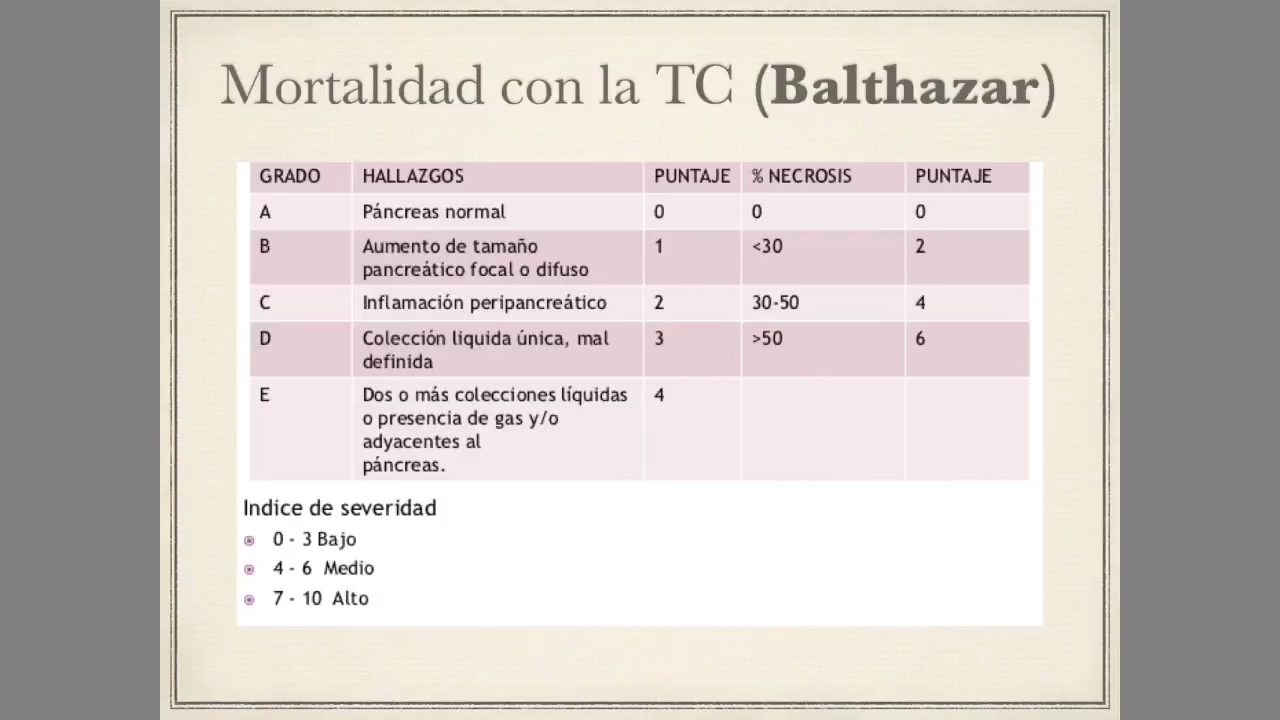 Mortalidad con la TC (Balthazar)
GRADO HALLAZGOS PUNTAJE % NECROSIS PUNTAJE
A Páncreas normal 0 0 0
B Aumento de tamaño 1 <30 2
pancreático focal o difuso
C Inflamación peripancreático 2 30-50 4
D Colección liquida única, mal 3 >50 6
definida
E Dos o más colecciones líquidas 4
o presencia de gas y/o
adyacentes al
páncreas.
Indice de severidad
0 - 3 Bajo
4 - 6 Medio
7 - 10 Alto